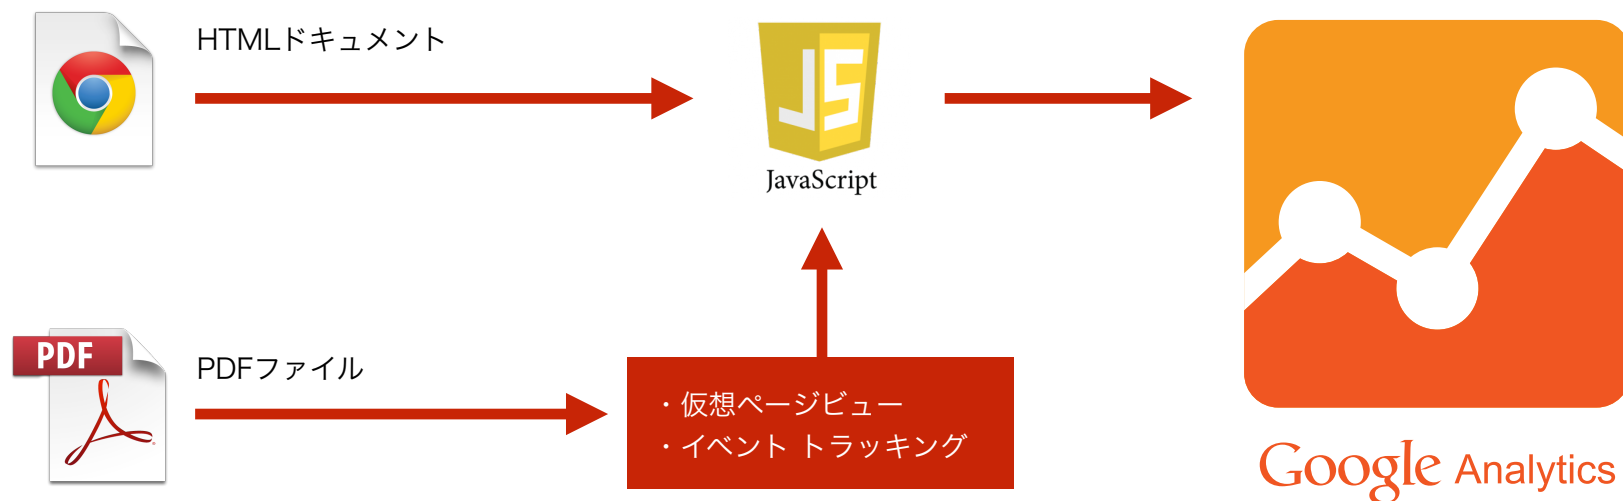 HTMLドキュメント
JS
JavaScript
PDF
PDFファイル
・仮想ページビュー
・イベント トラッキング
Google Analytics